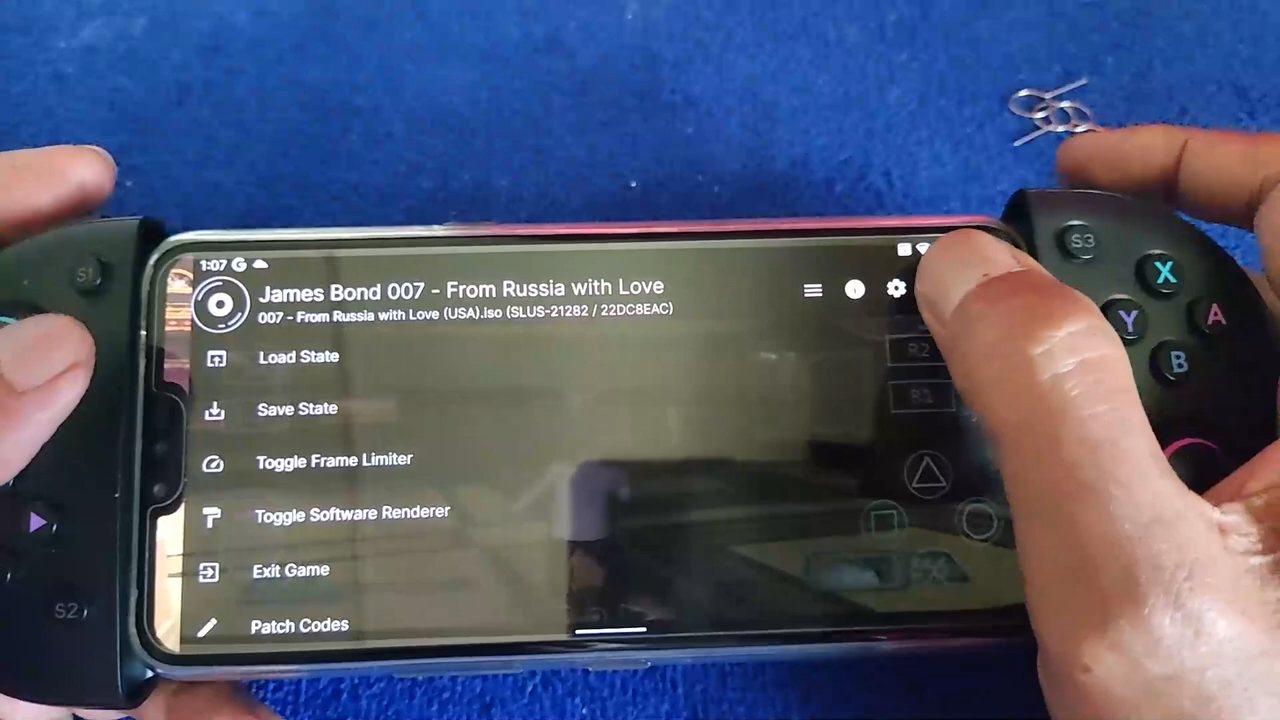 1:07 G
James Bond 007 - From Russia with Love
007 - From Russia with Love (USA).iso (SLUS-21282 / 22DC8EAC)
Load State
Save State
Toggle Frame Limiter
Toggle Software Renderer
Exit Game
Patch Codes
R2
R1
S1
S2
S3
X
Y
A
B